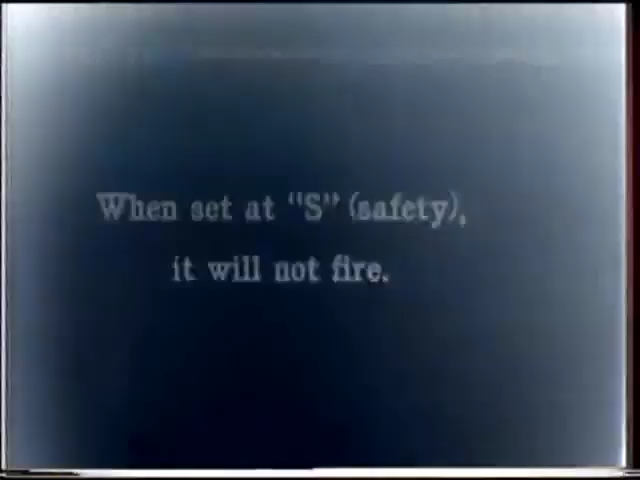 When set at "S" (safety),
it will not fire.